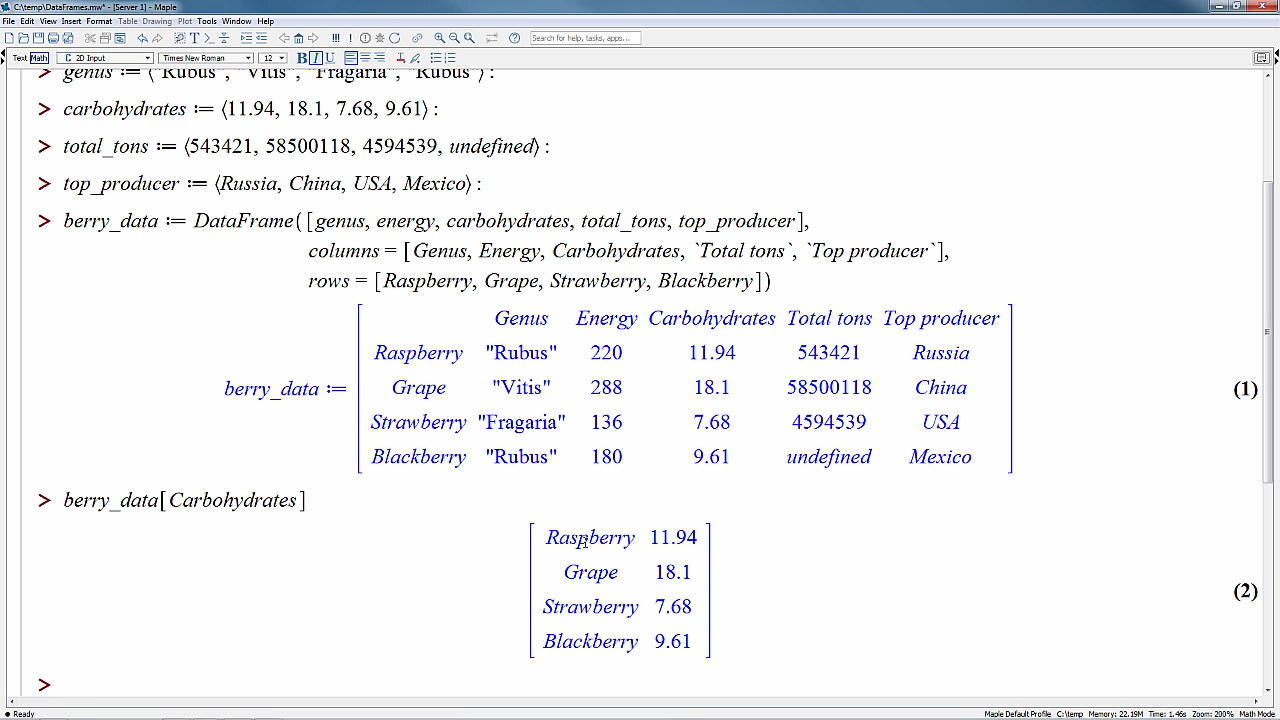 C:\temp\DataFrames.mw* - [Server 1] - Maple
File Edit View Insert Format Table Drawing Plot Tools Window Help
Search for help, tasks, apps...
Text Math C 2D Input Times New Roman 12 B I U
> genus := ⟨"Rubus", "Vitis", "Fragaria", "Rubus"⟩:
> carbohydrates := ⟨11.94, 18.1, 7.68, 9.61⟩:
> total_tons := ⟨543421, 58500118, 4594539, undefined⟩:
> top_producer := ⟨Russia, China, USA, Mexico⟩:
> berry_data := DataFrame([genus, energy, carbohydrates, total_tons, top_producer],
columns = [Genus, Energy, Carbohydrates, `Total tons`, `Top producer`],
rows = [Raspberry, Grape, Strawberry, Blackberry])
Genus Energy Carbohydrates Total tons Top producer
Raspberry "Rubus" 220 11.94 543421 Russia
berry_data := Grape "Vitis" 288 18.1 58500118 China (1)
Strawberry "Fragaria" 136 7.68 4594539 USA
Blackberry "Rubus" 180 9.61 undefined Mexico
> berry_data[Carbohydrates]
Raspberry 11.94
Grape 18.1
(2)
Strawberry 7.68
Blackberry 9.61
>
Ready Maple Default Profile C:\temp Memory: 22.19M Time: 1.46s Zoom: 200% Math Mode